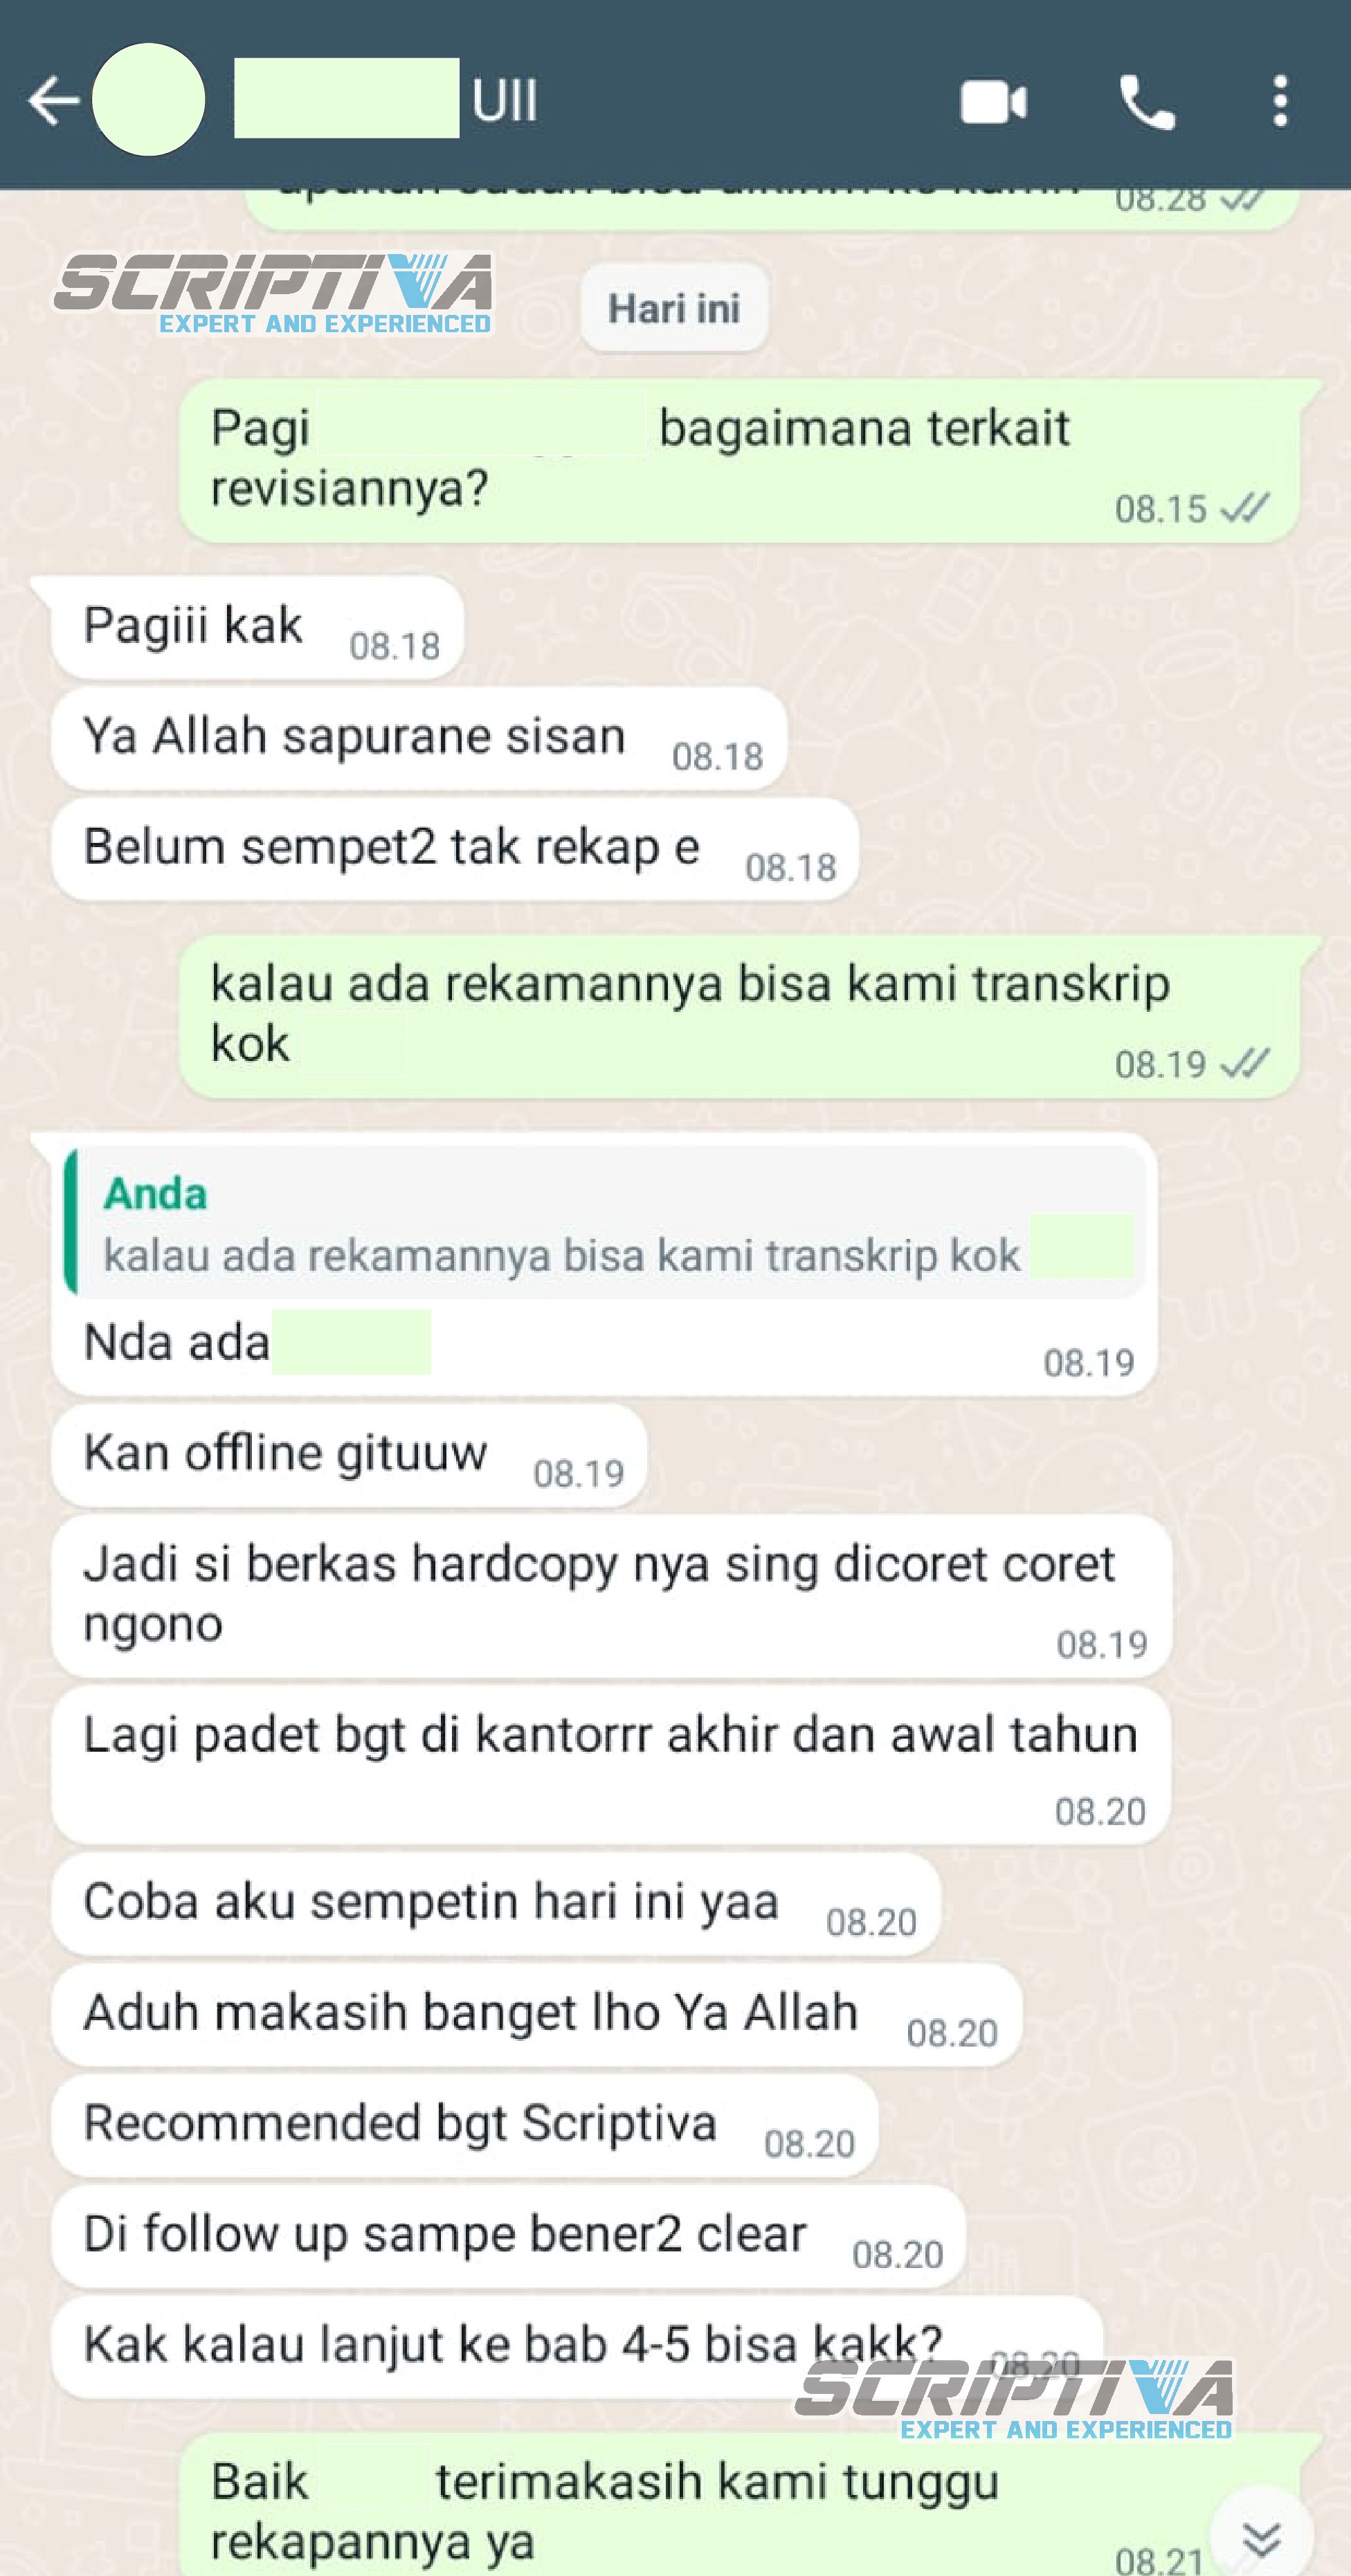 UII
08.28
SCRIPTIVA
EXPERT AND EXPERIENCED
Hari ini
Pagi bagaimana terkait
revisiannya?
08.15
Pagiii kak 08.18
Ya Allah sapurane sisan 08.18
Belum sempet2 tak rekap e 08.18
kalau ada rekamannya bisa kami transkrip
kok
08.19
Anda
kalau ada rekamannya bisa kami transkrip kok
Nda ada
08.19
Kan offline gituuw 08.19
Jadi si berkas hardcopy nya sing dicoret coret
ngono
08.19
Lagi padet bgt di kantorrr akhir dan awal tahun
08.20
Coba aku sempetin hari ini yaa 08.20
Aduh makasih banget lho Ya Allah 08.20
Recommended bgt Scriptiva 08.20
Di follow up sampe bener2 clear 08.20
Kak kalau lanjut ke bab 4-5 bisa kakk? 08.20
SCRIPTIVA
EXPERT AND EXPERIENCED
Baik terimakasih kami tunggu
rekapannya ya
08.21